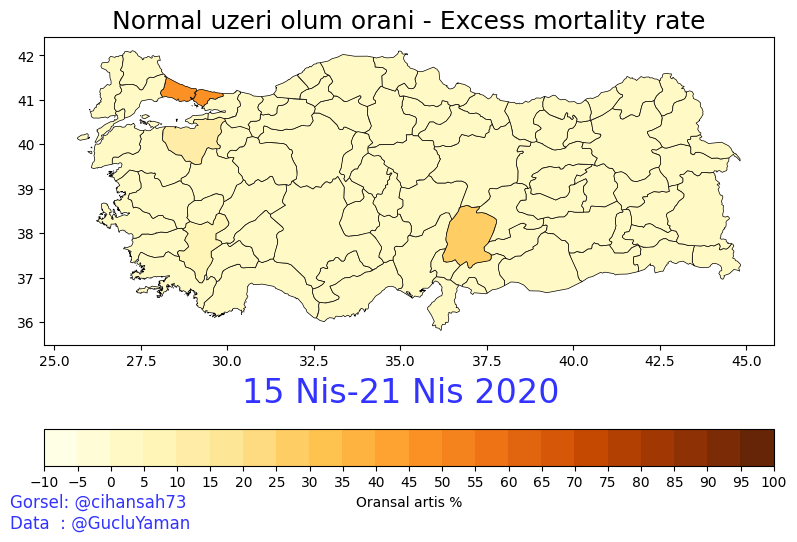 Normal uzeri olum orani - Excess mortality rate
42
41
40
39
38
37
36
25.0 27.5 30.0 32.5 35.0 37.5 40.0 42.5 45.0
15 Nis-21 Nis 2020
−10 −5 0 5 10 15 20 25 30 35 40 45 50 55 60 65 70 75 80 85 90 95 100
Oransal artis %
Gorsel: @cihansah73
Data  : @GucluYaman